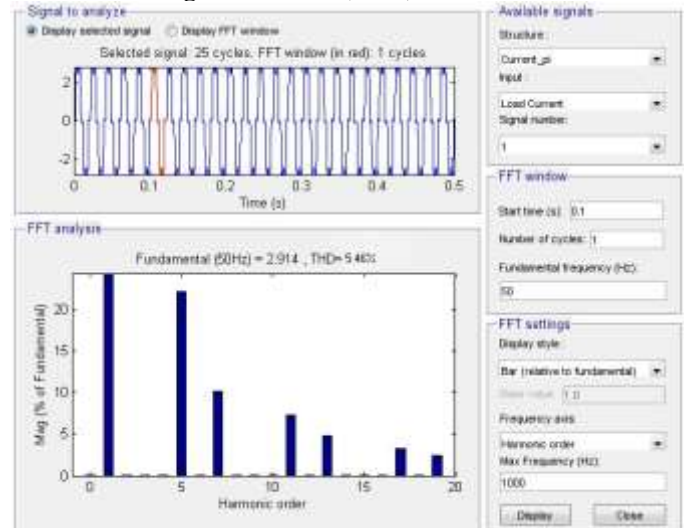 Signal to analyze
Display selected signal Display FFT window
Selected signal: 25 cycles. FFT window (in red): 1 cycles
2
0
-2
0 0.1 0.2 0.3 0.4 0.5
Time (s)
FFT analysis
Fundamental (50Hz) = 2.914 , THD= 5.46%
20
15
10
5
0
0 5 10 15 20
Mag (% of Fundamental)
Harmonic order
Available signals
Structure :
Current_pi
Input :
Load Current
Signal number:
1
FFT window
Start time (s): 0.1
Number of cycles: 1
Fundamental frequency (Hz):
50
FFT settings
Display style :
Bar (relative to fundamental)
1.0
Frequency axis:
Harmonic order
Max Frequency (Hz):
1000
Display Close